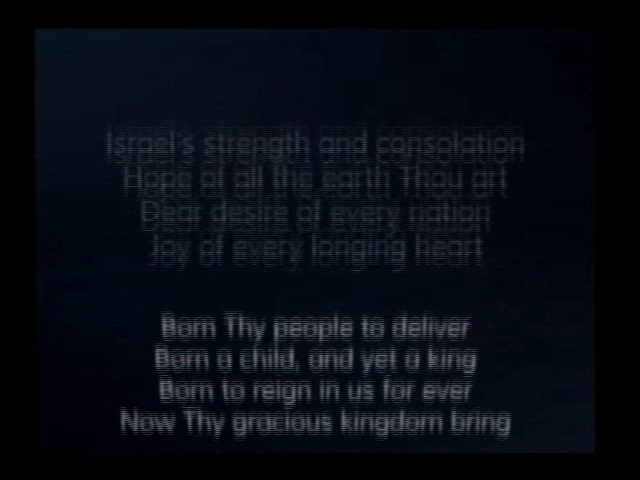 Israel's strength and consolation
Hope of all the earth Thou art
Dear desire of every nation
Joy of every longing heart
Born Thy people to deliver
Born a child, and yet a king
Born to reign in us for ever
Now Thy gracious kingdom bring